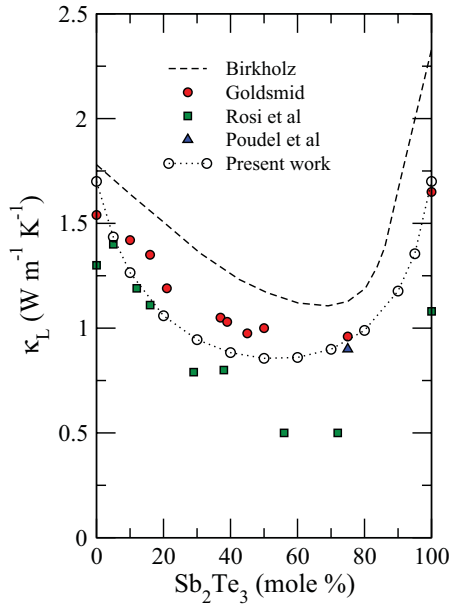 2.5
2
1.5
1
0.5
0
κL (W m⁻¹ K⁻¹)
Birkholz
Goldsmid
Rosi et al
Poudel et al
Present work
0 20 40 60 80 100
Sb₂Te₃ (mole %)